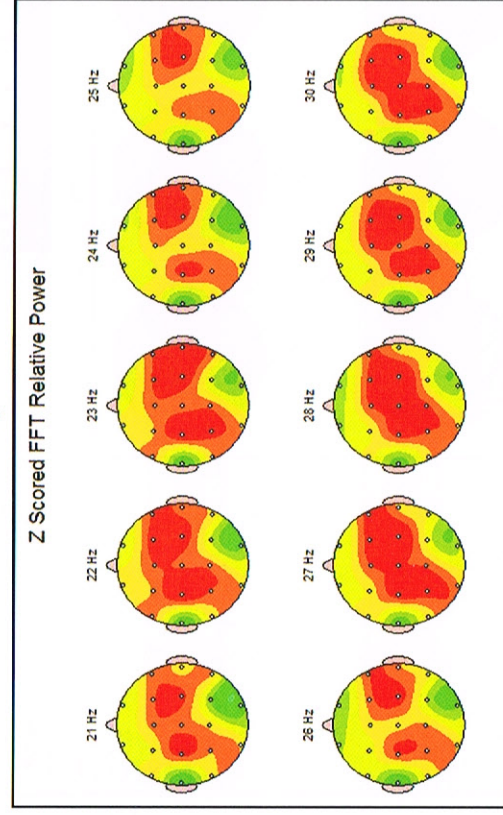 Z Scored FFT Relative Power
21 Hz
22 Hz
23 Hz
24 Hz
25 Hz
26 Hz
27 Hz
28 Hz
29 Hz
30 Hz